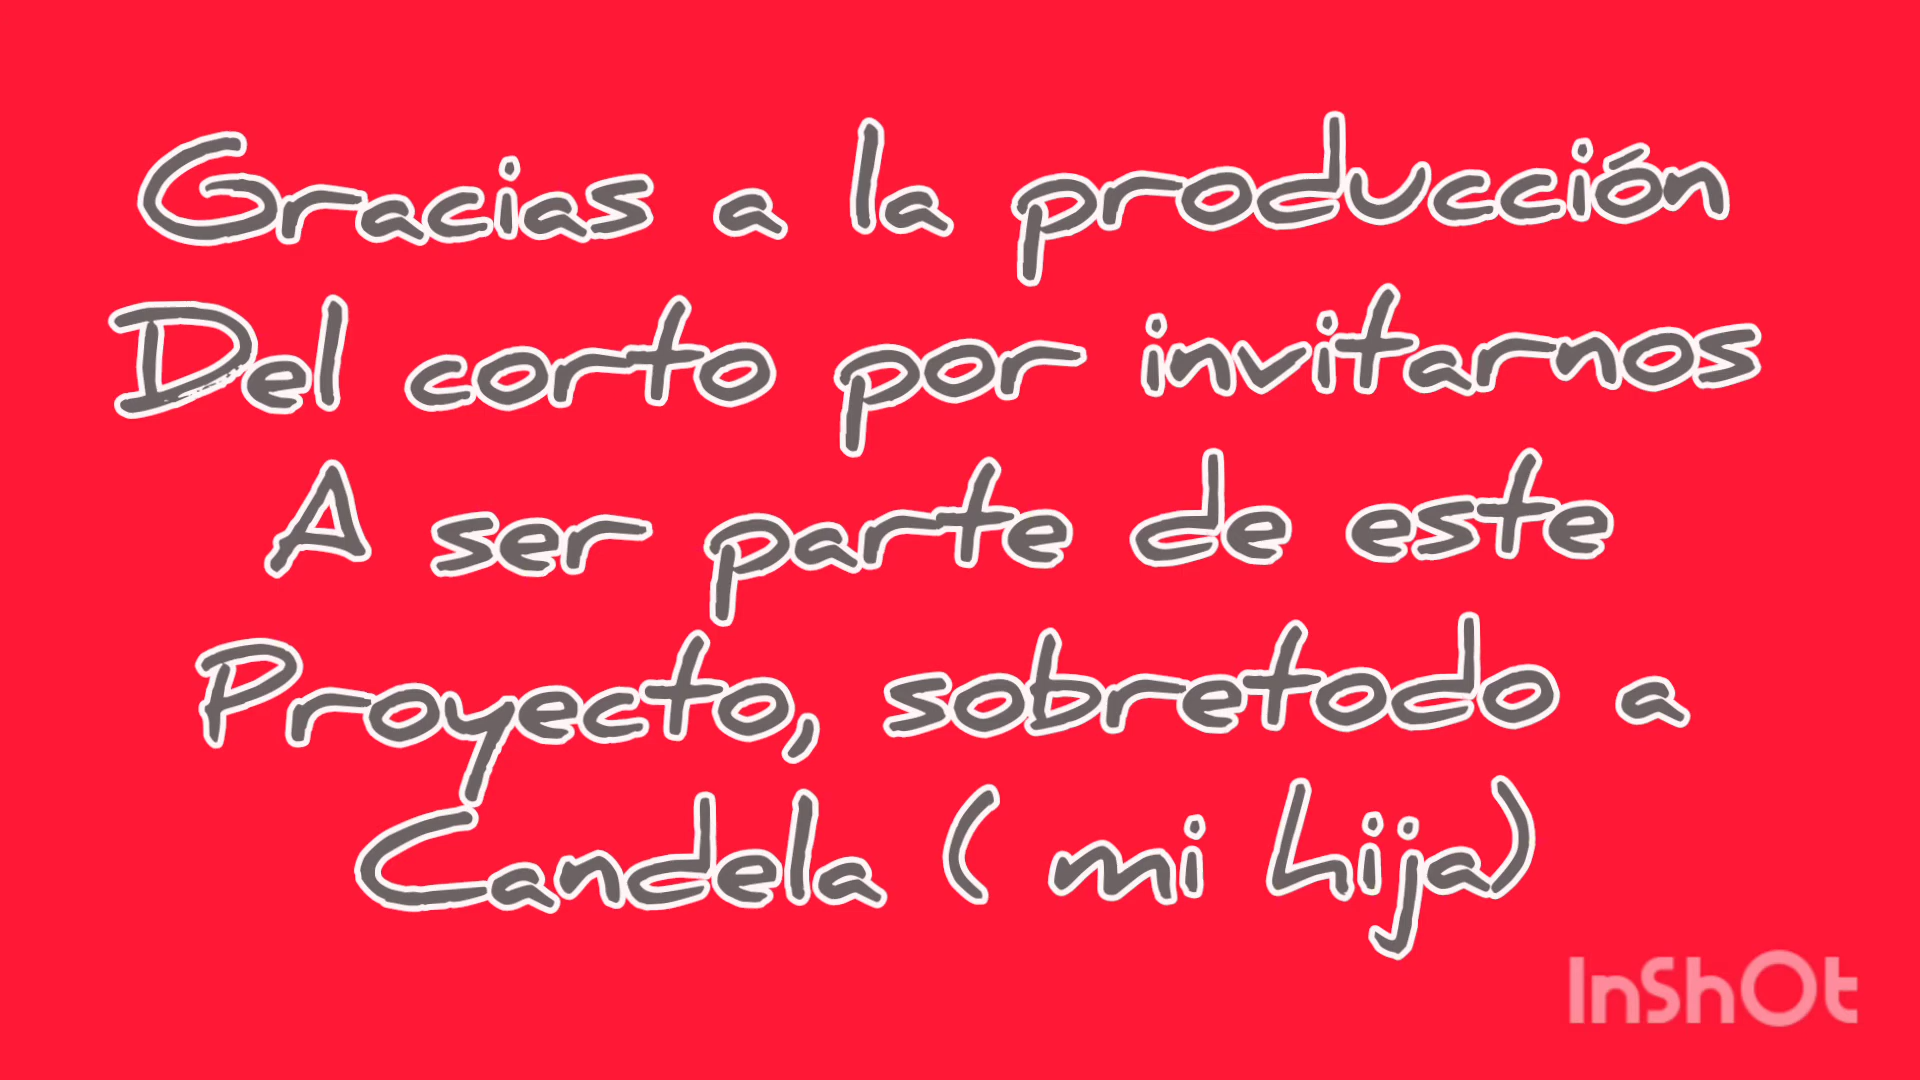 Gracias a la producción
Del corto por invitarnos
A ser parte de este
Proyecto, sobretodo a
Candela ( mi hija)
InShOt